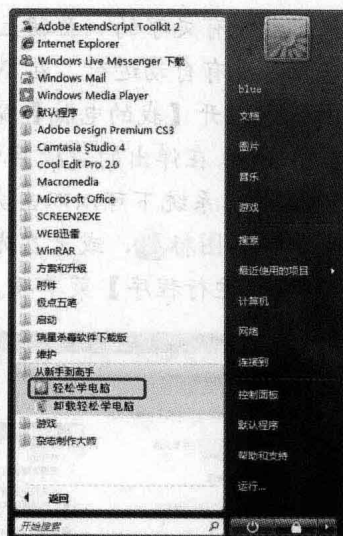 Adobe ExtendScript Toolkit 2
Internet Explorer
Windows Live Messenger 下载
Windows Mail
Windows Media Player
默认程序
Adobe Design Premium CS3
Camtasia Studio 4
Cool Edit Pro 2.0
Macromedia
Microsoft Office
SCREEN2EXE
WEB迅雷
WinRAR
方案和升级
附件
极点五笔
启动
瑞星杀毒软件下载版
维护
从新手到高手
轻松学电脑
卸载轻松学电脑
游戏
杂志制作大师
返回
开始搜索
blue
文档
图片
音乐
游戏
搜索
最近使用的项目
计算机
网络
连接到
控制面板
默认程序
帮助和支持
运行...